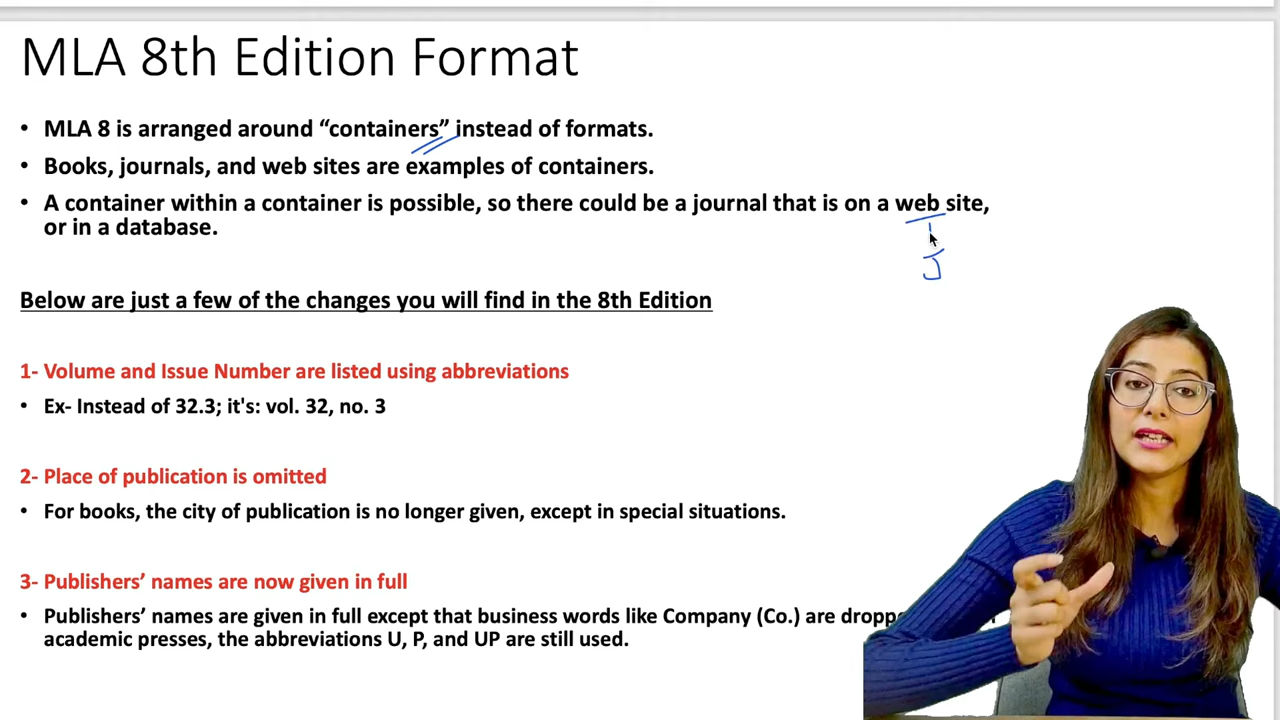 MLA 8th Edition Format
• MLA 8 is arranged around “containers” instead of formats.
• Books, journals, and web sites are examples of containers.
• A container within a container is possible, so there could be a journal that is on a web site,
or in a database.
J
Below are just a few of the changes you will find in the 8th Edition
1- Volume and Issue Number are listed using abbreviations
• Ex- Instead of 32.3; it's: vol. 32, no. 3
2- Place of publication is omitted
• For books, the city of publication is no longer given, except in special situations.
3- Publishers’ names are now given in full
• Publishers’ names are given in full except that business words like Company (Co.) are
academic presses, the abbreviations U, P, and UP are still used.